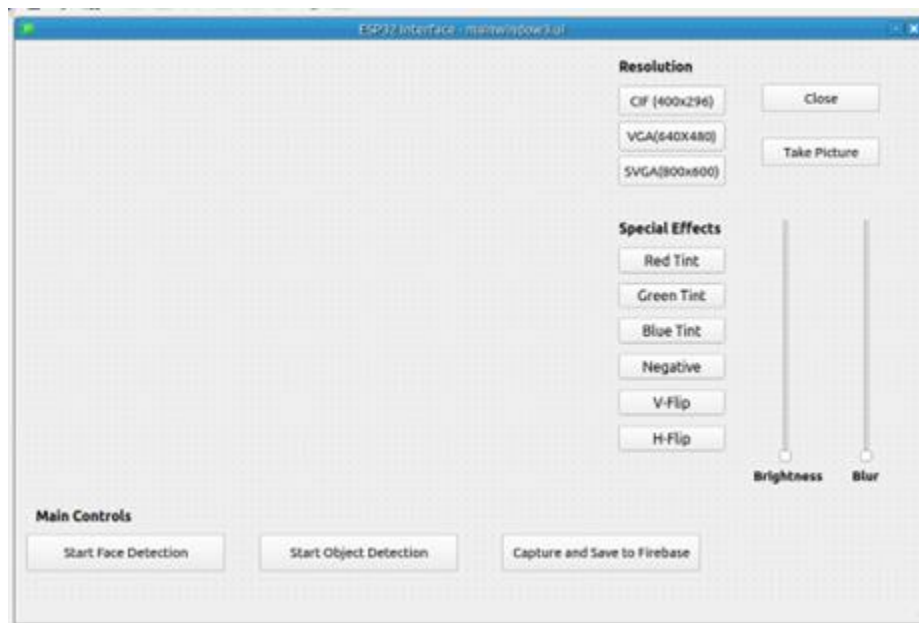 ESP32 Interface - mainwindow3.ui
Resolution
CIF (400x296)
Close
VGA(640X480)
Take Picture
SVGA(800x600)
Special Effects
Red Tint
Green Tint
Blue Tint
Negative
V-Flip
H-Flip
Brightness
Blur
Main Controls
Start Face Detection
Start Object Detection
Capture and Save to Firebase